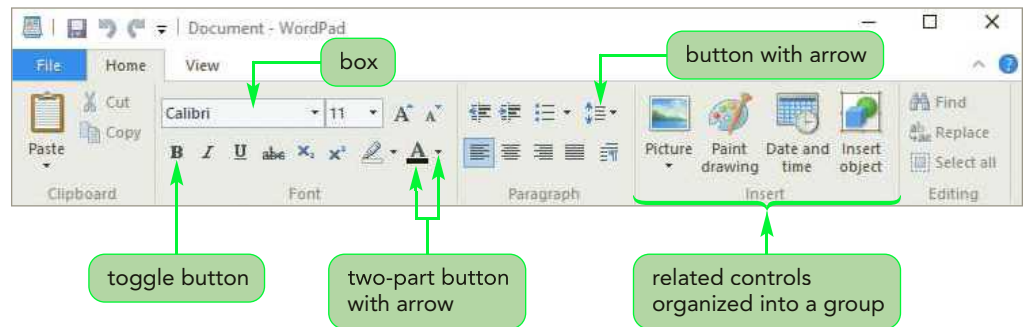 Document - WordPad
File Home View
box
button with arrow
Cut
Copy
Paste
Clipboard
Calibri 11 A A
B I U abc X₂ X² A
Font
Paragraph
Picture Paint drawing Date and time Insert object
Insert
Find
Replace
Select all
Editing
toggle button
two-part button
with arrow
related controls
organized into a group